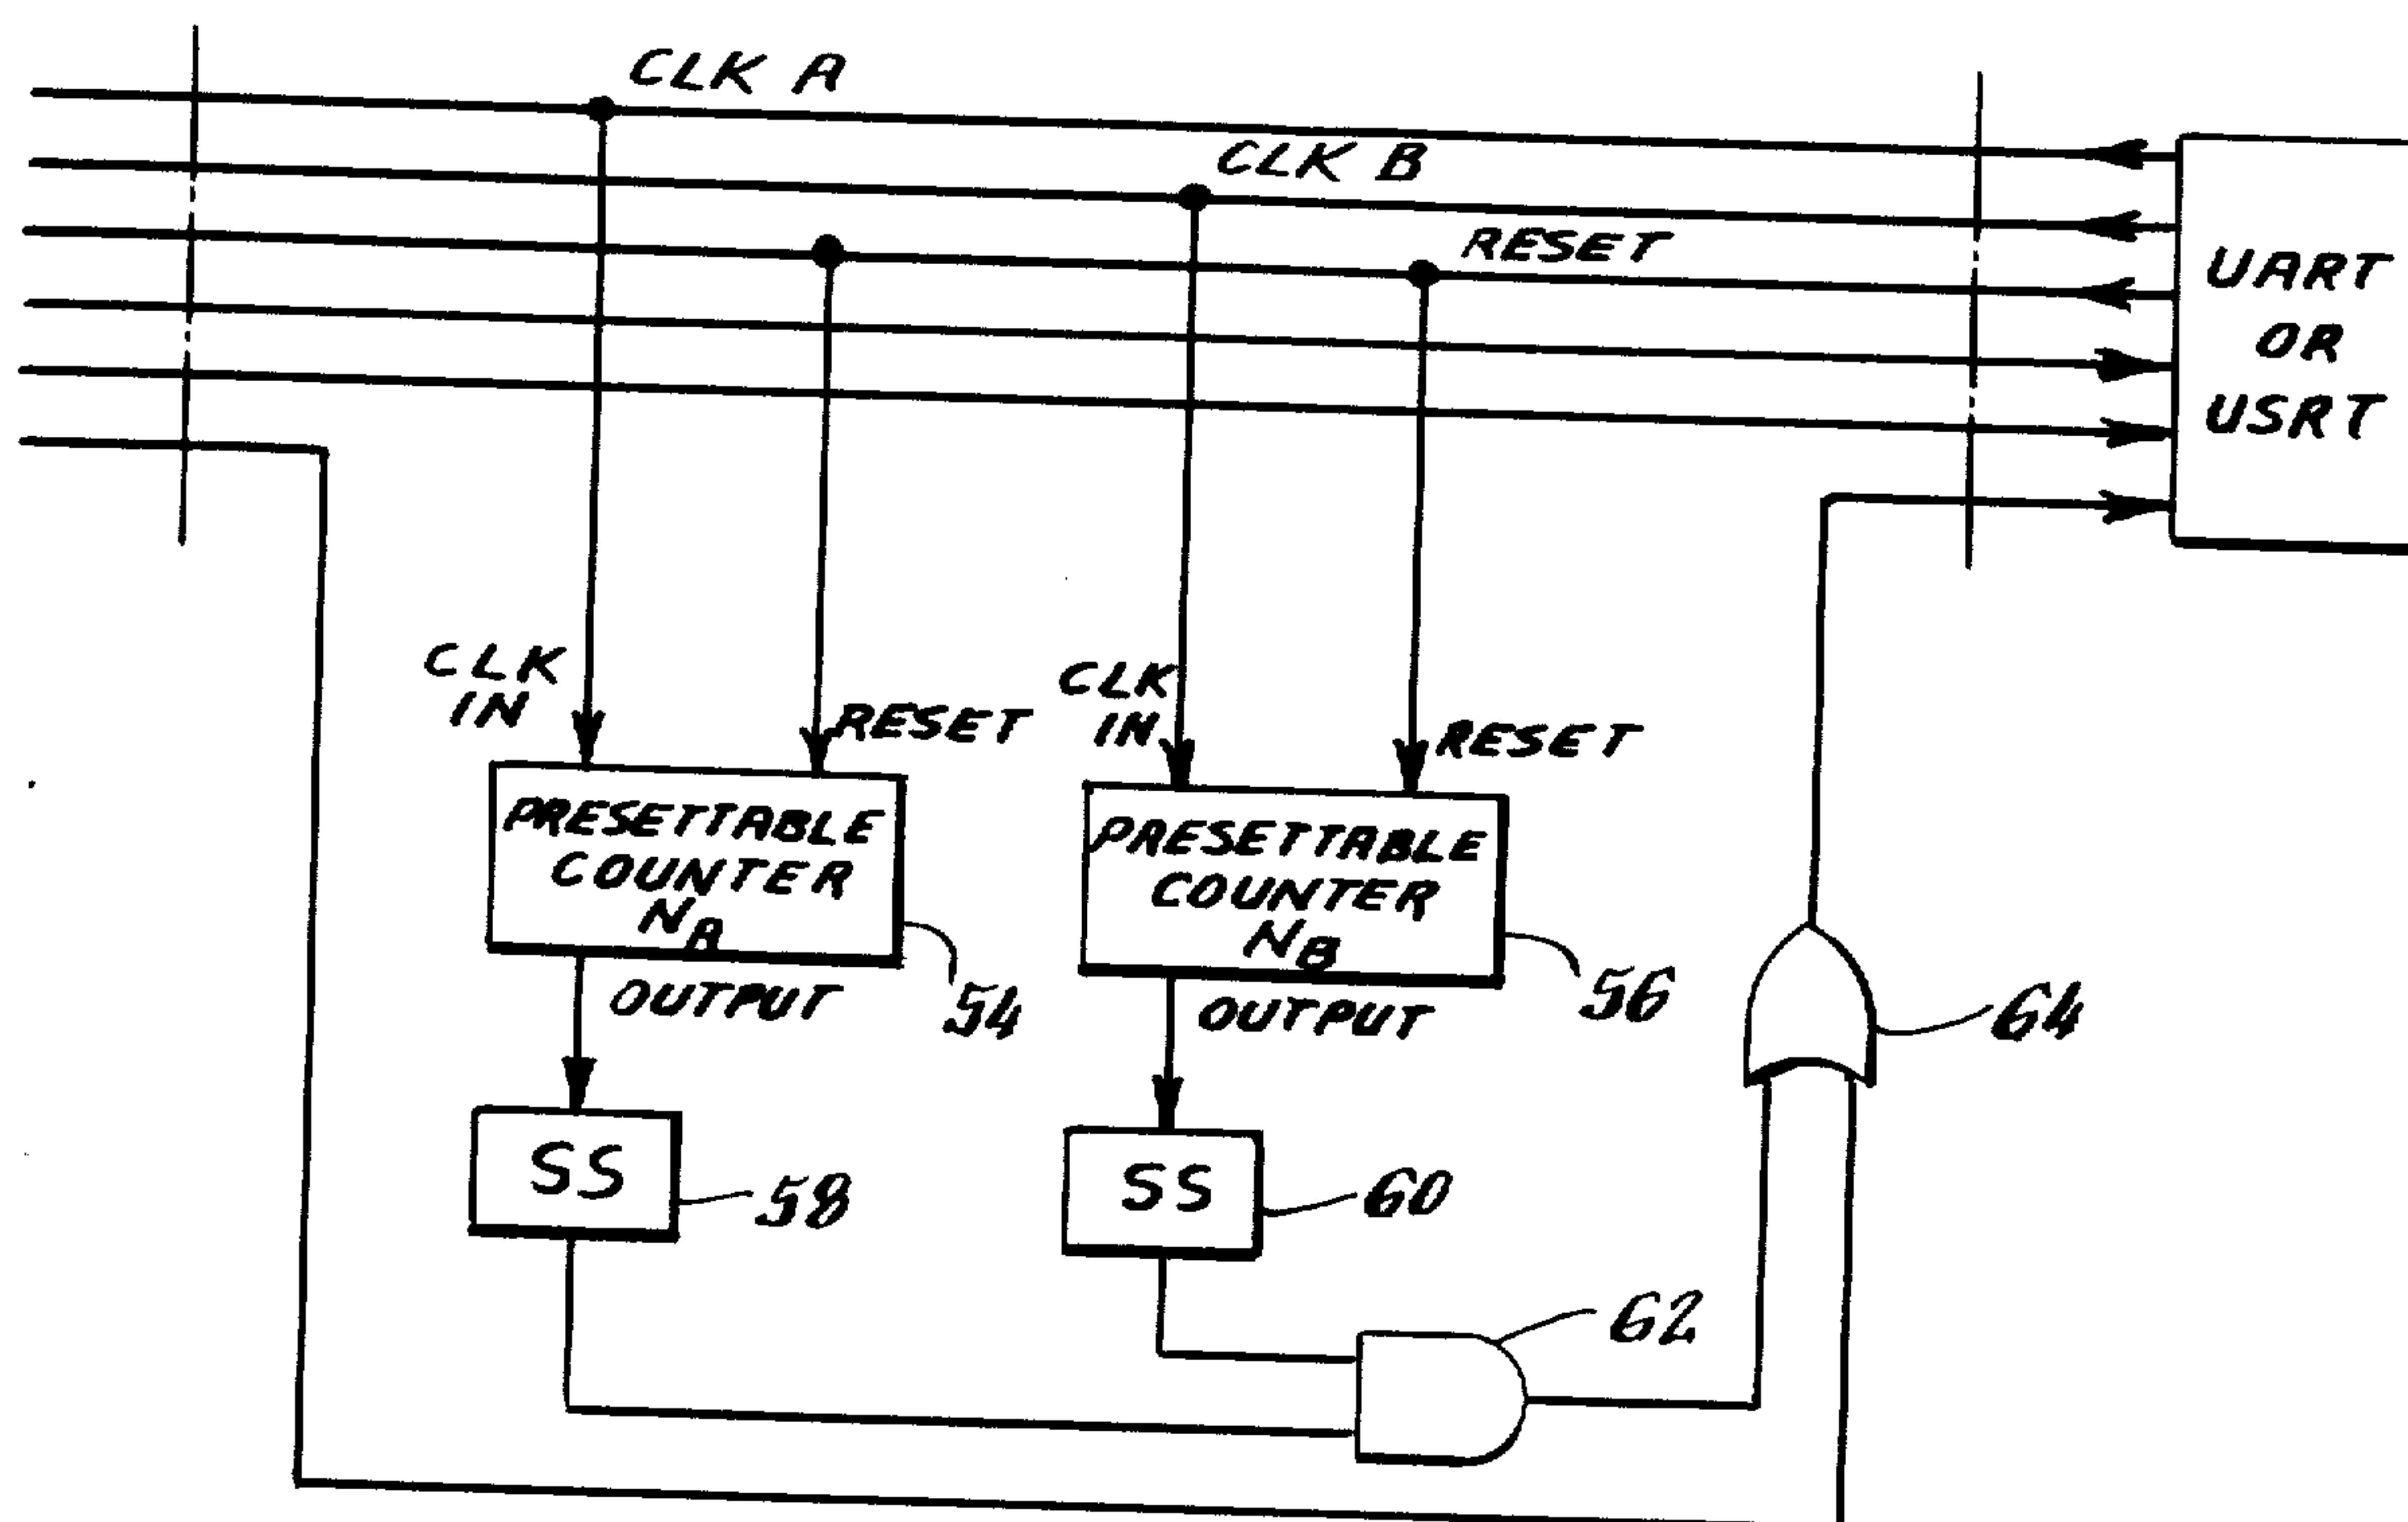 CLK A
CLK B
RESET
UART
OR
USRT
CLK
IN
RESET
CLK
IN
RESET
PRESETTABLE
COUNTER
NA
54
PRESETTABLE
COUNTER
NB
56
OUTPUT
OUTPUT
64
SS
58
SS
60
62